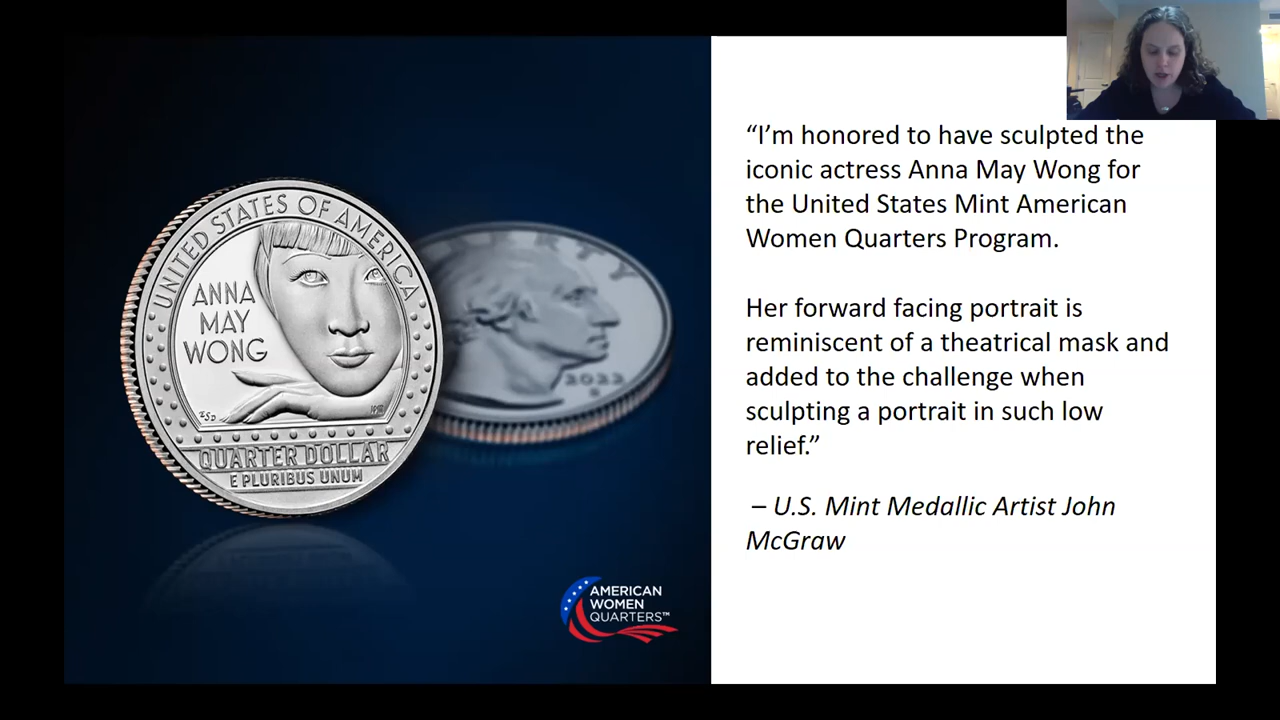 “I’m honored to have sculpted the
iconic actress Anna May Wong for
the United States Mint American
Women Quarters Program.
Her forward facing portrait is
reminiscent of a theatrical mask and
added to the challenge when
sculpting a portrait in such low
relief.”
– U.S. Mint Medallic Artist John
McGraw
UNITED STATES OF AMERICA
ANNA
MAY
WONG
QUARTER DOLLAR
E PLURIBUS UNUM
2022
AMERICAN
WOMEN
QUARTERS™